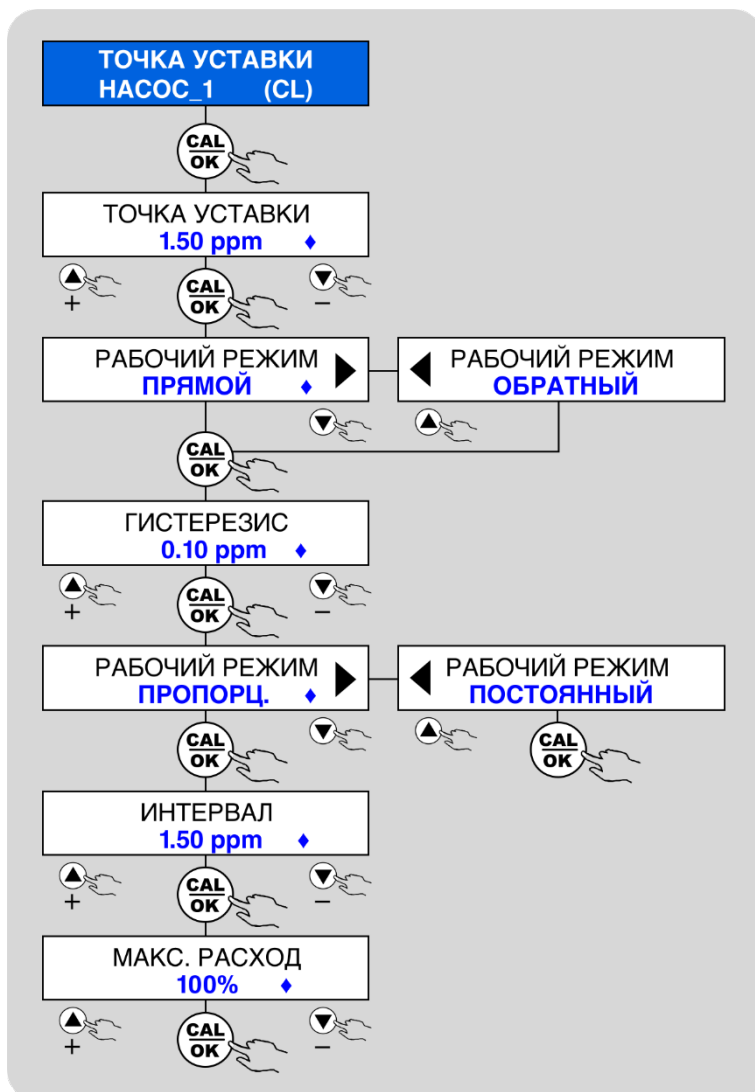 ТОЧКА УСТАВКИ
НАСОС_1 (CL)
CAL
OK
ТОЧКА УСТАВКИ
1.50 ppm ♦
+
CAL
OK
−
РАБОЧИЙ РЕЖИМ
ПРЯМОЙ ♦
РАБОЧИЙ РЕЖИМ
ОБРАТНЫЙ
CAL
OK
ГИСТЕРЕЗИС
0.10 ppm ♦
+
CAL
OK
−
РАБОЧИЙ РЕЖИМ
ПРОПОРЦ. ♦
РАБОЧИЙ РЕЖИМ
ПОСТОЯННЫЙ
CAL
OK
CAL
OK
ИНТЕРВАЛ
1.50 ppm ♦
+
CAL
OK
−
МАКС. РАСХОД
100% ♦
+
CAL
OK
−